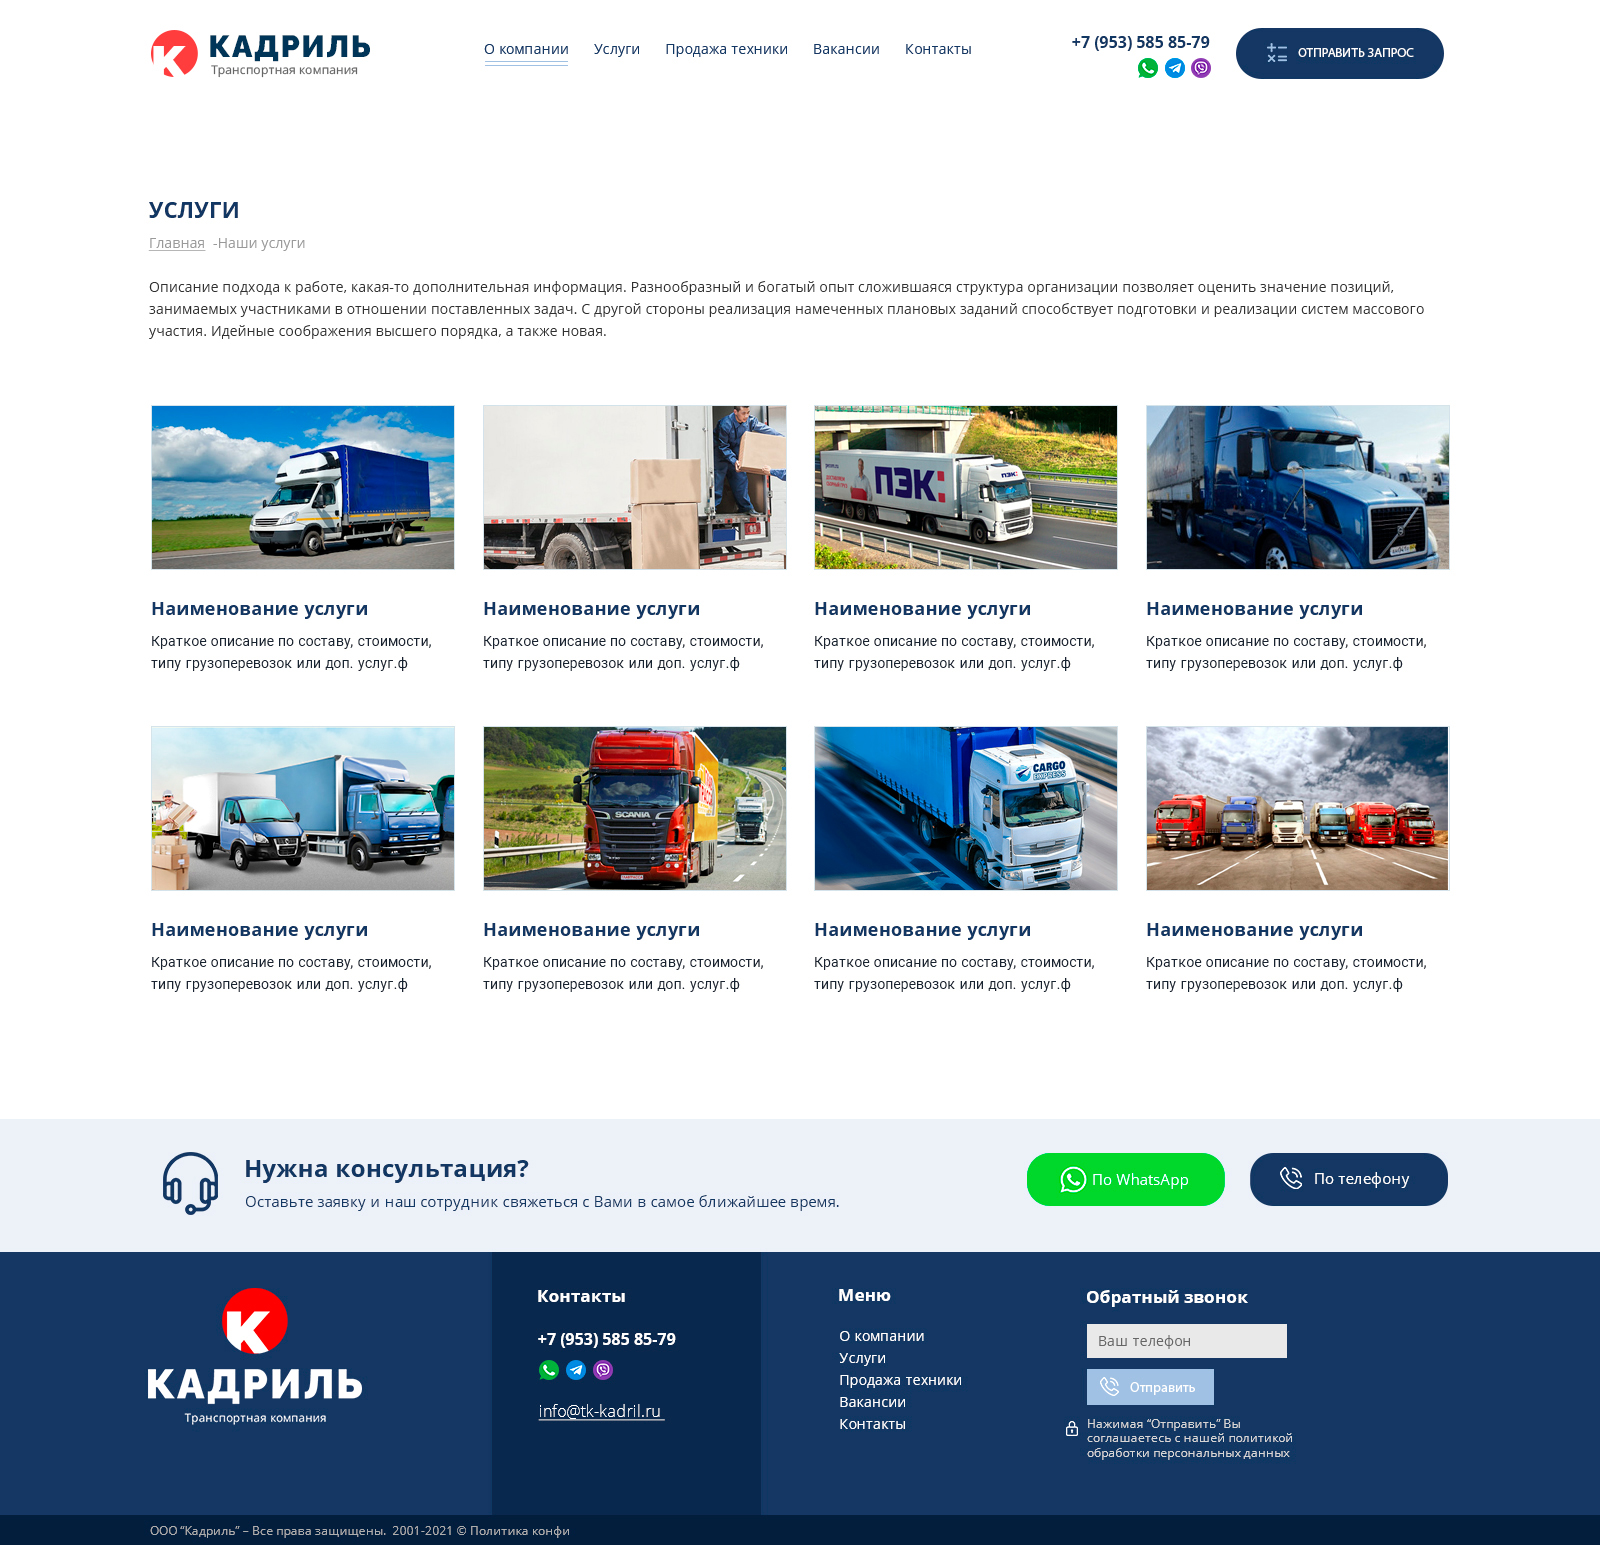 КАДРИЛЬ
Транспортная компания
О компании Услуги Продажа техники Вакансии Контакты
+7 (953) 585 85-79
ОТПРАВИТЬ ЗАПРОС
УСЛУГИ
Главная -Наши услуги
Описание подхода к работе, какая-то дополнительная информация. Разнообразный и богатый опыт сложившаяся структура организации позволяет оценить значение позиций,
занимаемых участниками в отношении поставленных задач. С другой стороны реализация намеченных плановых заданий способствует подготовки и реализации систем массового
участия. Идейные соображения высшего порядка, а также новая.
ПЭК:
ПЭК:
Наименование услуги
Краткое описание по составу, стоимости,
типу грузоперевозок или доп. услуг.ф
Наименование услуги
Краткое описание по составу, стоимости,
типу грузоперевозок или доп. услуг.ф
Наименование услуги
Краткое описание по составу, стоимости,
типу грузоперевозок или доп. услуг.ф
Наименование услуги
Краткое описание по составу, стоимости,
типу грузоперевозок или доп. услуг.ф
SCANIA
CARGO
EXPRESS
Наименование услуги
Краткое описание по составу, стоимости,
типу грузоперевозок или доп. услуг.ф
Наименование услуги
Краткое описание по составу, стоимости,
типу грузоперевозок или доп. услуг.ф
Наименование услуги
Краткое описание по составу, стоимости,
типу грузоперевозок или доп. услуг.ф
Наименование услуги
Краткое описание по составу, стоимости,
типу грузоперевозок или доп. услуг.ф
Нужна консультация?
Оставьте заявку и наш сотрудник свяжеться с Вами в самое ближайшее время.
По WhatsApp
По телефону
К
КАДРИЛЬ
Транспортная компания
Контакты
+7 (953) 585 85-79
info@tk-kadril.ru
Меню
О компании
Услуги
Продажа техники
Вакансии
Контакты
Обратный звонок
Ваш телефон
Отправить
Нажимая “Отправить” Вы
соглашаетесь с нашей политикой
обработки персональных данных
ООО “Кадриль” – Все права защищены. 2001-2021 © Политика конфи